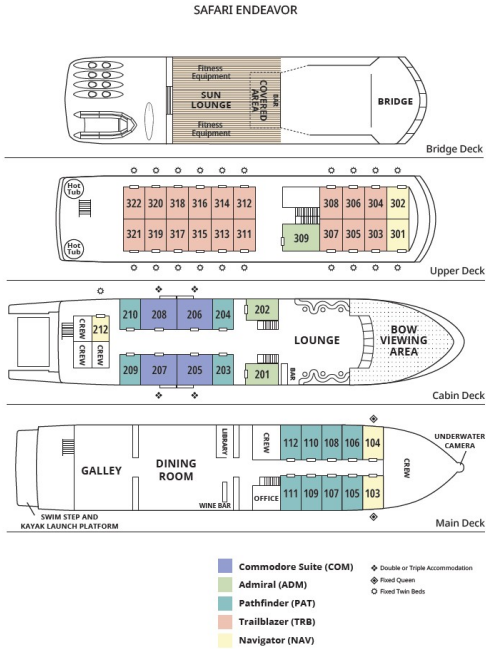 SAFARI ENDEAVOR
Fitness
Equipment
SUN
LOUNGE
Fitness
Equipment
COVERED
AREA
BAR
BRIDGE
Bridge Deck
Hot
Tub
322 320 318 316 314 312
308 306 304 302
321 319 317 315 313 311
309
307 305 303 301
Hot
Tub
Upper Deck
CREW
212
CREW
CREW
210 208 206 204 202
209 207 205 203 201
BAR
LOUNGE
BOW
VIEWING
AREA
Cabin Deck
GALLEY
DINING
ROOM
LIBRARY
WINE BAR
CREW
OFFICE
112 110 108 106 104
111 109 107 105 103
CREW
UNDERWATER
CAMERA
SWIM STEP AND
KAYAK LAUNCH PLATFORM
Main Deck
Commodore Suite (COM)
Admiral (ADM)
Pathfinder (PAT)
Trailblazer (TRB)
Navigator (NAV)
Double or Triple Accommodation
Fixed Queen
Fixed Twin Beds